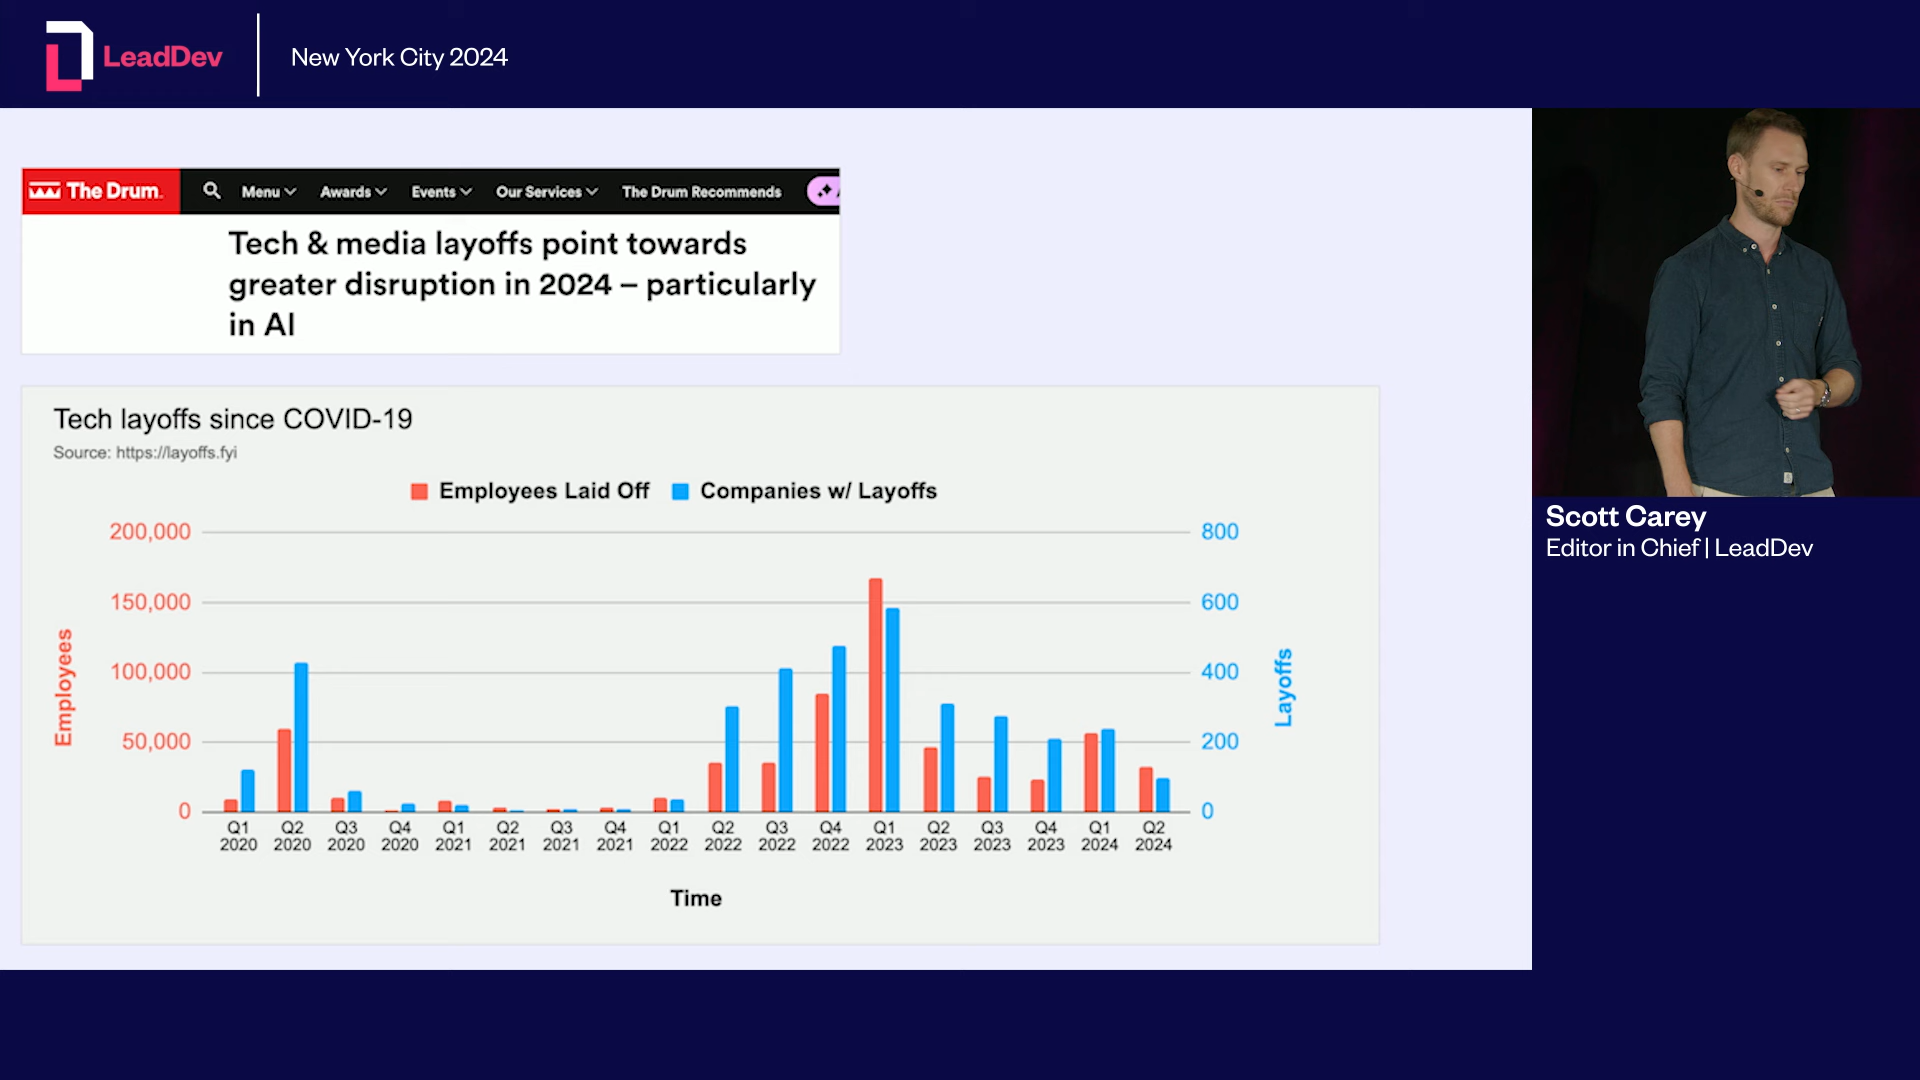 LeadDev
New York City 2024
The Drum.
Menu
Awards
Events
Our Services
The Drum Recommends
Tech & media layoffs point towards
greater disruption in 2024 – particularly
in AI
Tech layoffs since COVID-19
Source: https://layoffs.fyi
Employees Laid Off
Companies w/ Layoffs
Employees
200,000
150,000
100,000
50,000
0
800
600
400
200
0
Layoffs
Q1
2020
Q2
2020
Q3
2020
Q4
2020
Q1
2021
Q2
2021
Q3
2021
Q4
2021
Q1
2022
Q2
2022
Q3
2022
Q4
2022
Q1
2023
Q2
2023
Q3
2023
Q4
2023
Q1
2024
Q2
2024
Time
Scott Carey
Editor in Chief | LeadDev